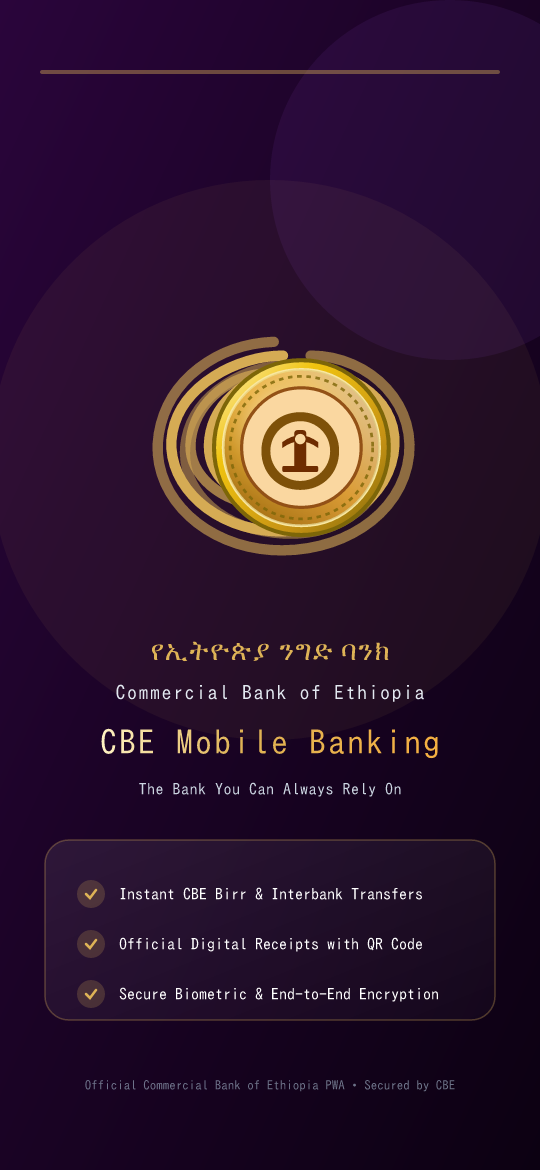 የኢትዮጵያ ንግድ ባንክ
Commercial Bank of Ethiopia
CBE Mobile Banking
The Bank You Can Always Rely On
Instant CBE Birr & Interbank Transfers
Official Digital Receipts with QR Code
Secure Biometric & End-to-End Encryption
Official Commercial Bank of Ethiopia PWA • Secured by CBE